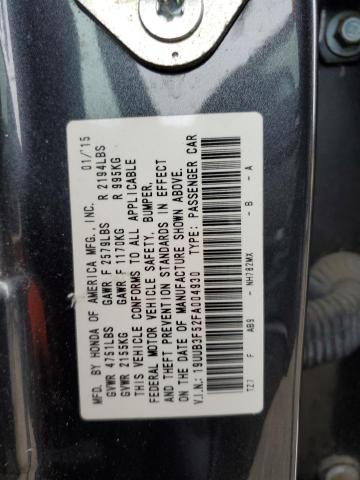 MFD. BY HONDA OF AMERICA MFG., INC. 01/15
GVWR 4751LBS GAWR F 2579LBS R 2194LBS
GVWR 2155KG GAWR F 1170KG R 995KG
THIS VEHICLE CONFORMS TO ALL APPLICABLE
FEDERAL MOTOR VEHICLE SAFETY, BUMPER,
AND THEFT PREVENTION STANDARDS IN EFFECT
ON THE DATE OF MANUFACTURE SHOWN ABOVE.
V.I.N.: 19UUB3F52FA004930 TYPE: PASSENGER CAR
TZ7 F AB9 - NH782MX - B - A